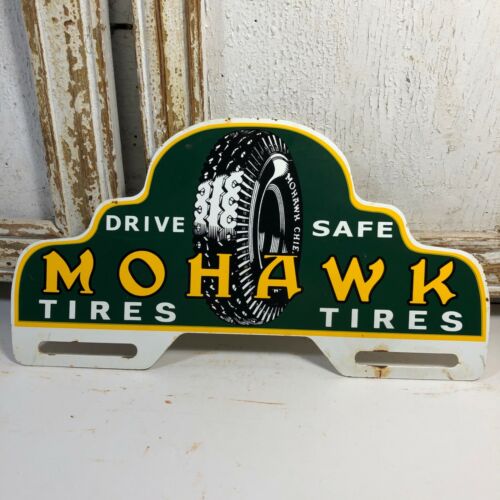 DRIVE SAFE
MOHAWK
TIRES TIRES
MOHAWK CHIEF